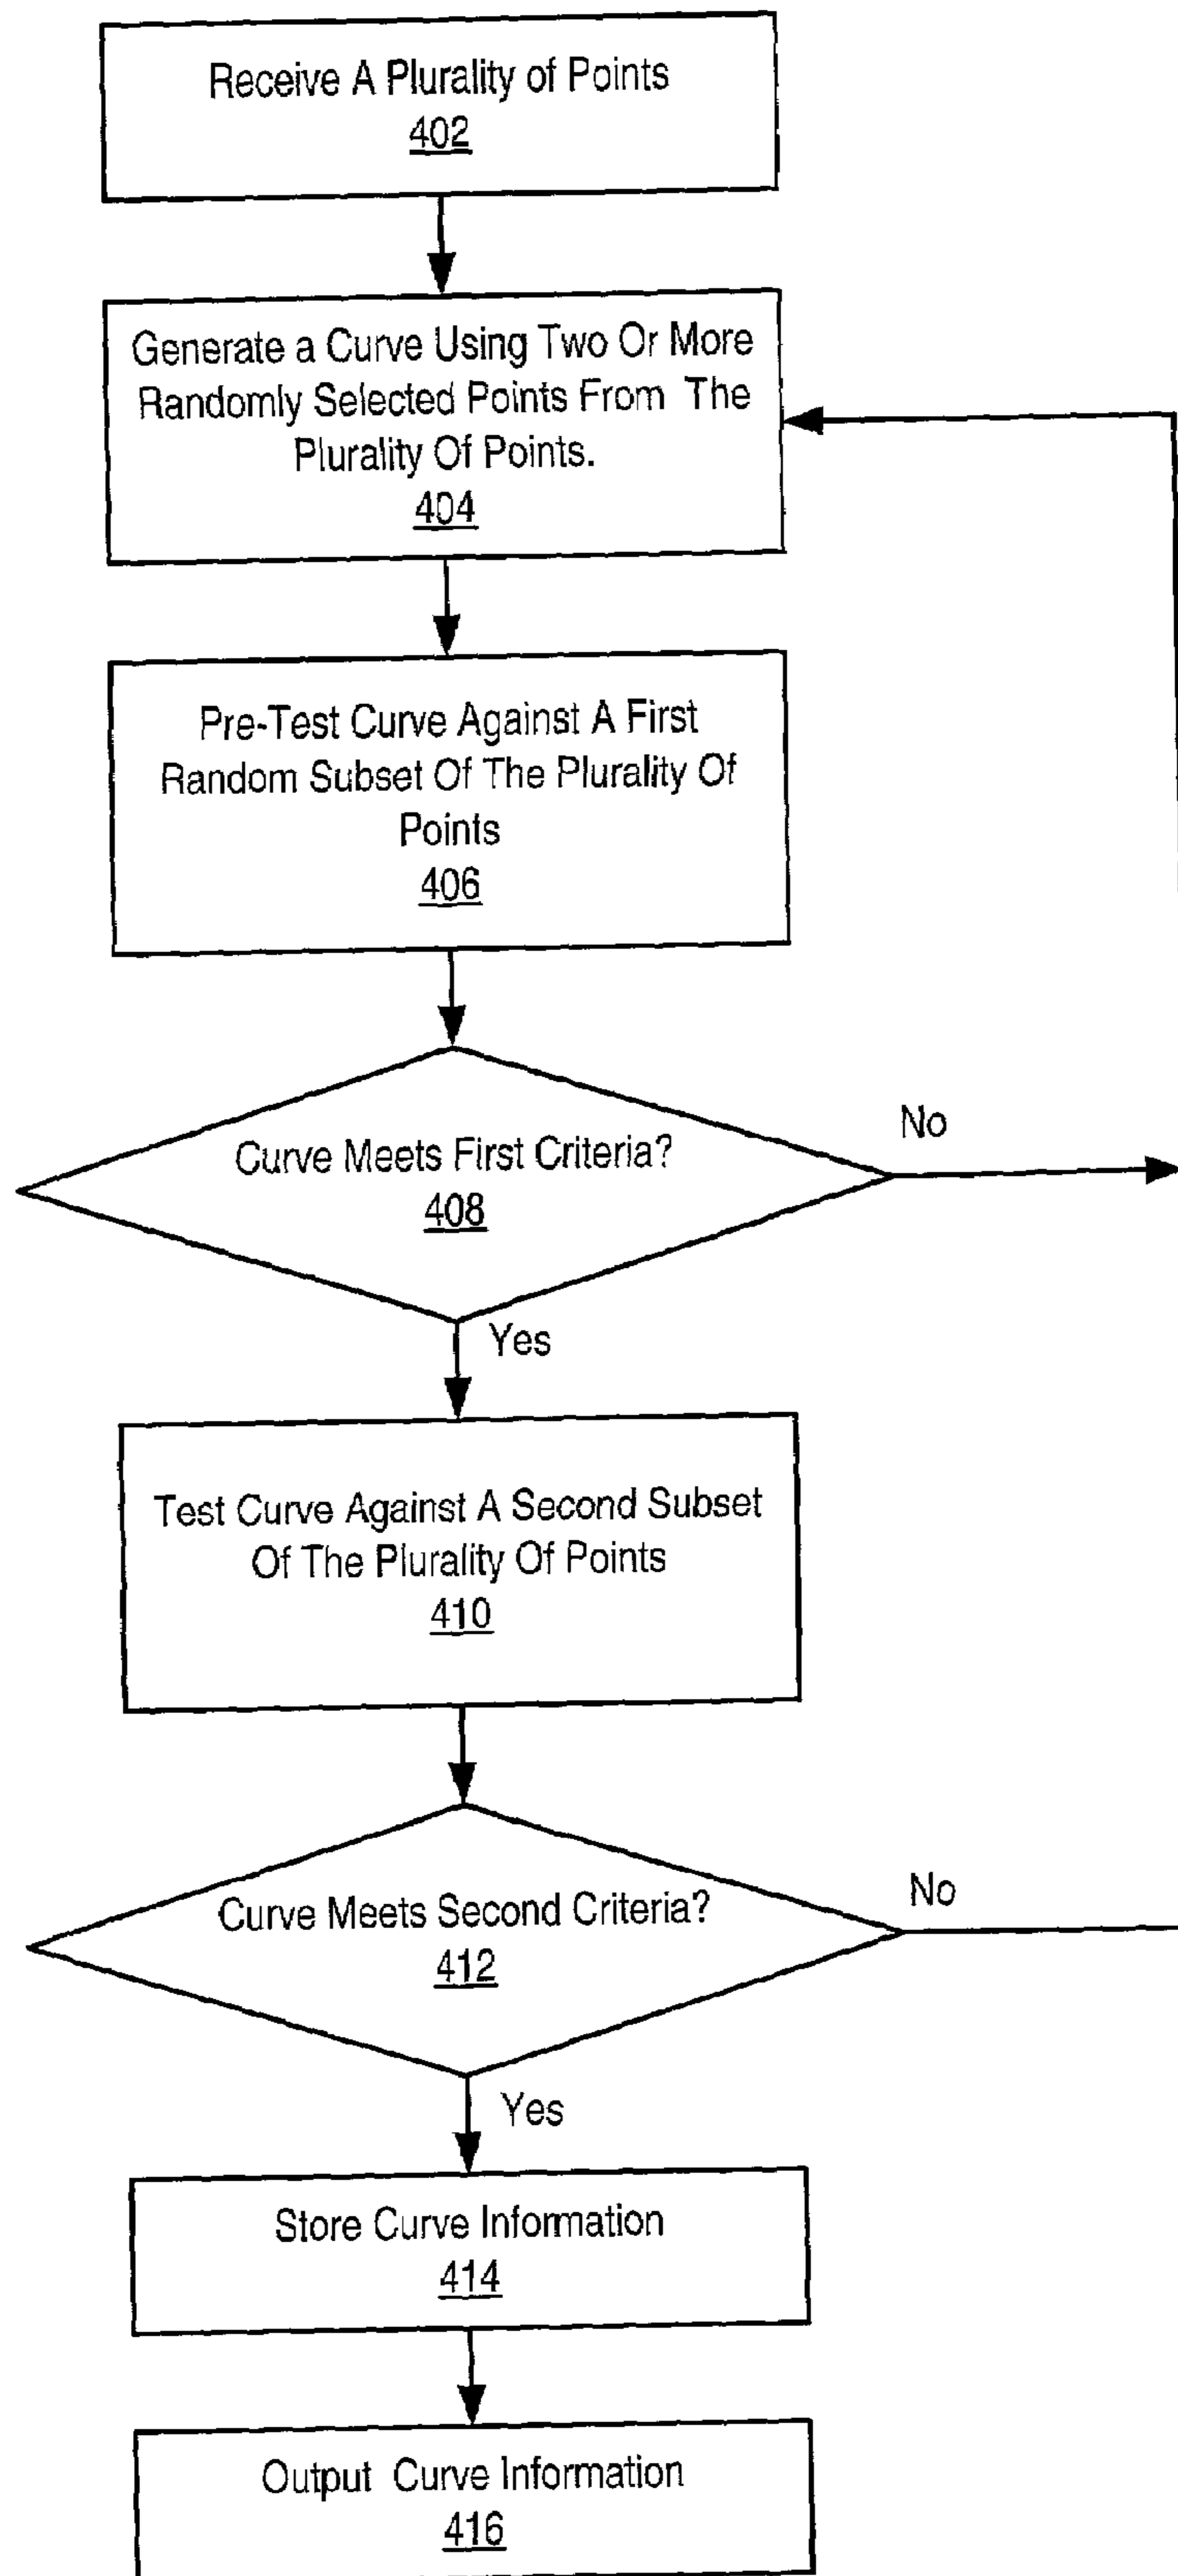 Receive A Plurality of Points
402
Generate a Curve Using Two Or More
Randomly Selected Points From The
Plurality Of Points.
404
Pre-Test Curve Against A First
Random Subset Of The Plurality Of
Points
406
Curve Meets First Criteria?
408
No
Yes
Test Curve Against A Second Subset
Of The Plurality Of Points
410
Curve Meets Second Criteria?
412
No
Yes
Store Curve Information
414
Output Curve Information
416